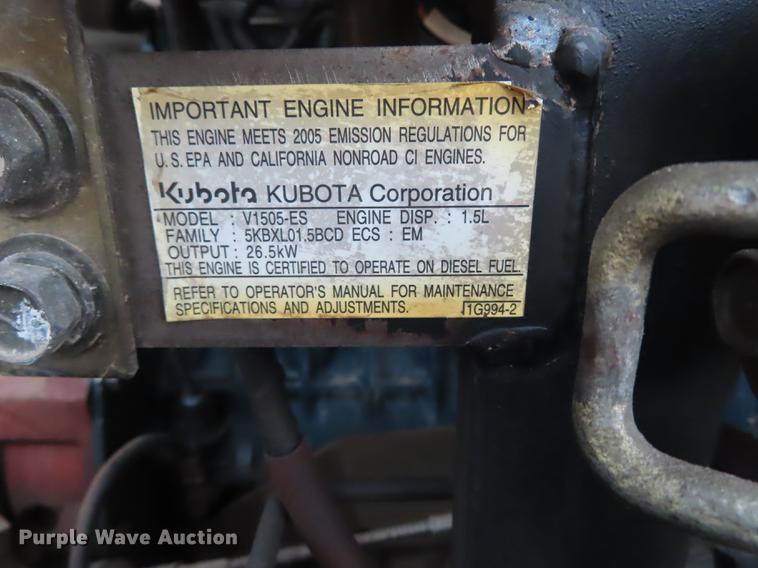 IMPORTANT ENGINE INFORMATION
THIS ENGINE MEETS 2005 EMISSION REGULATIONS FOR
U.S.EPA AND CALIFORNIA NONROAD CI ENGINES.
Kubota KUBOTA Corporation
MODEL : V1505-ES ENGINE DISP. : 1.5L
FAMILY : 5KBXL01.5BCD ECS : EM
OUTPUT : 26.5kW
THIS ENGINE IS CERTIFIED TO OPERATE ON DIESEL FUEL.
REFER TO OPERATOR'S MANUAL FOR MAINTENANCE
SPECIFICATIONS AND ADJUSTMENTS. 1G994-2
Purple Wave Auction